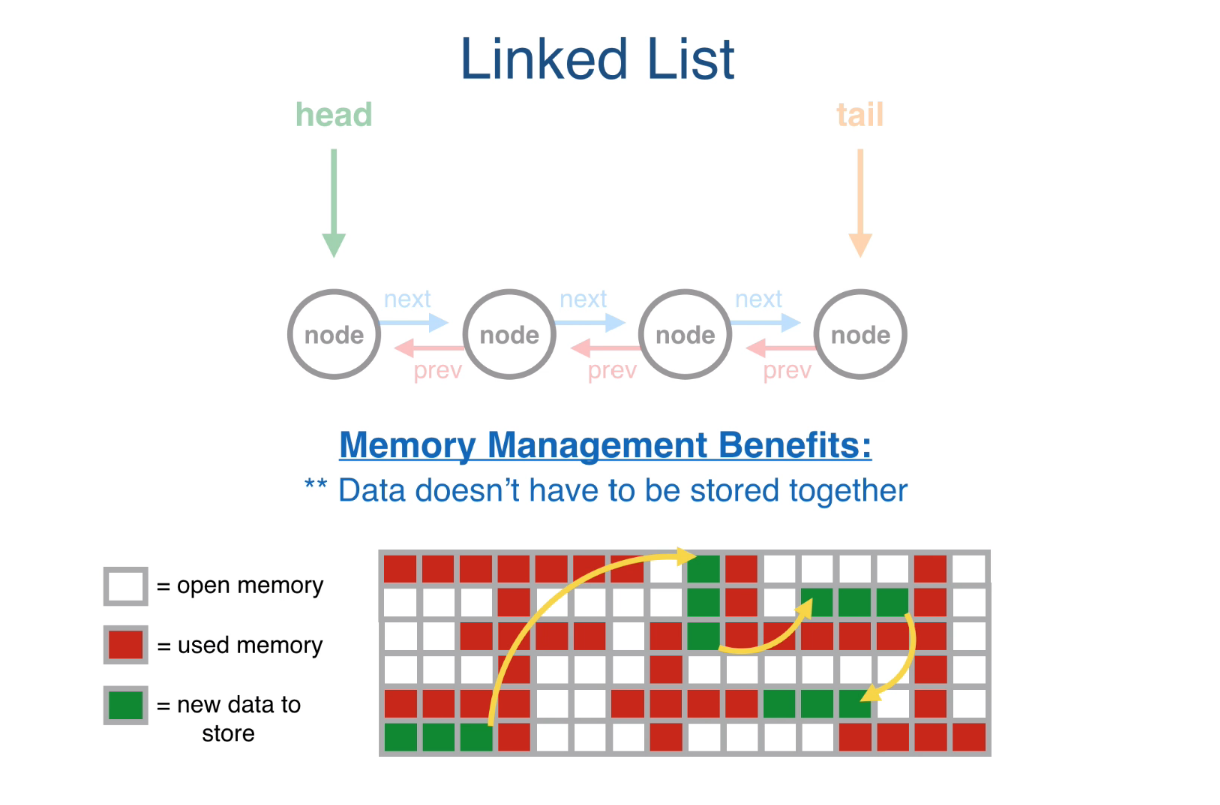 Linked List
head
tail
next
next
next
node
node
node
node
prev
prev
prev
Memory Management Benefits:
** Data doesn’t have to be stored together
= open memory
= used memory
= new data to
store